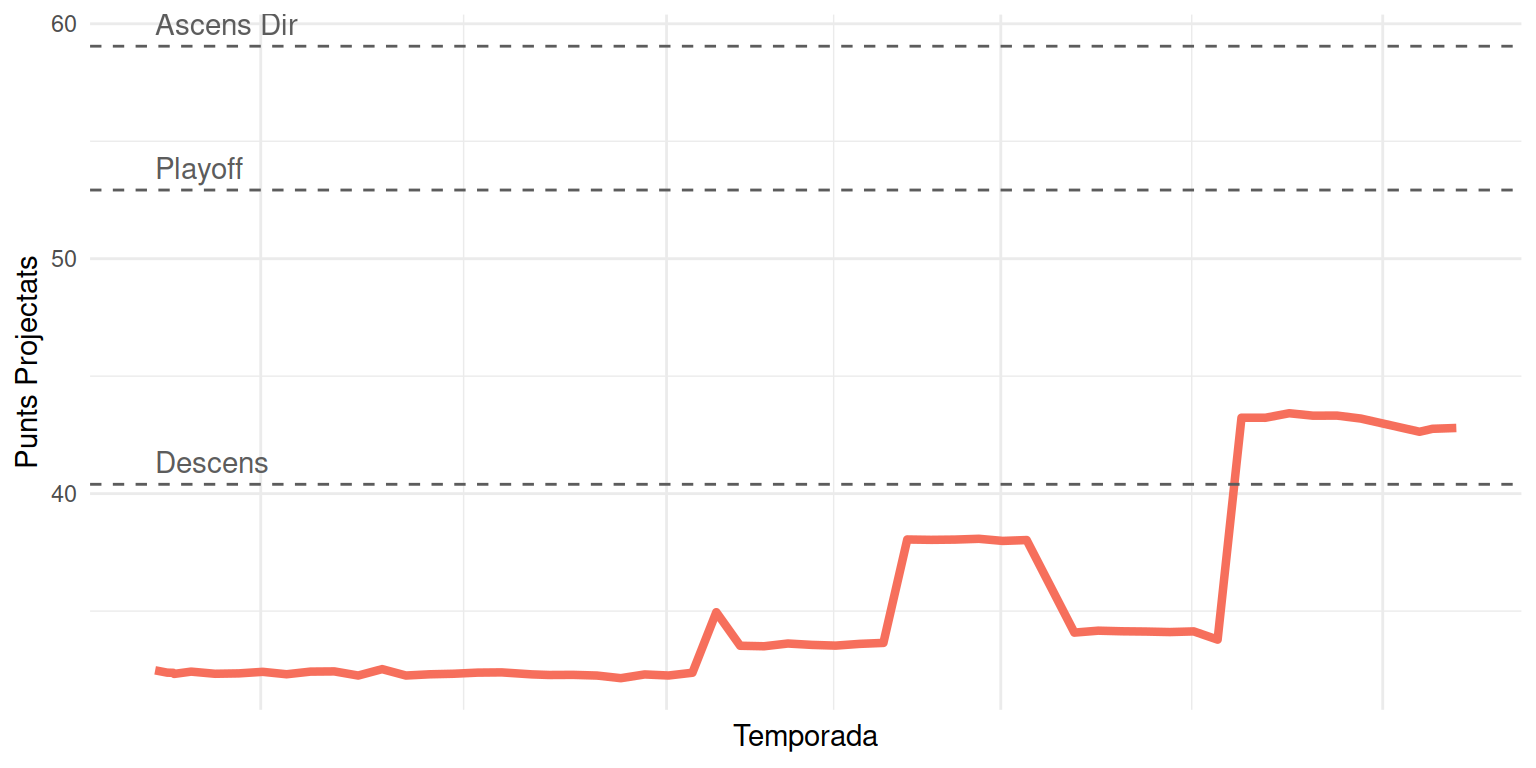 60
Ascens Dir
Playoff
50
Punts Projectats
Descens
40
Temporada